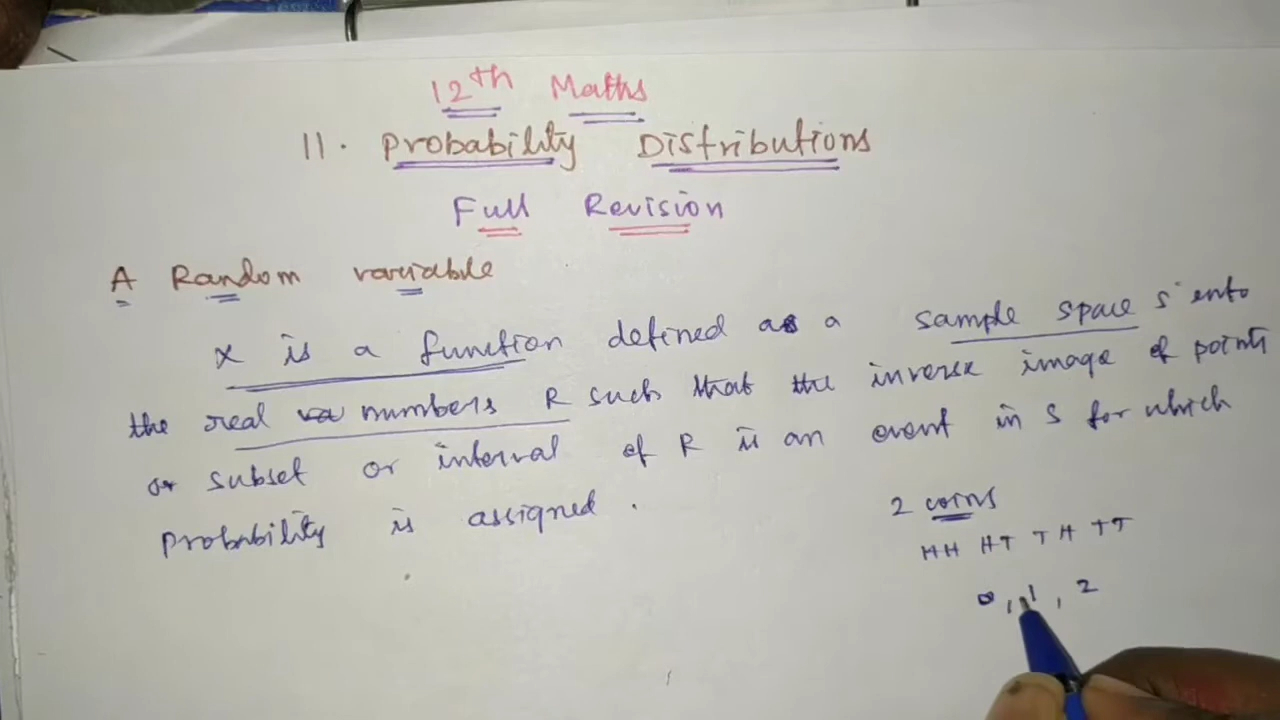 12th Maths
11. Probability Distributions
Full Revision
A Random variable
X is a function defined as a sample space S into
the real numbers R such that the inverse image of points
or subset or interval of R is an event in S for which
Probability is assigned.
2 coins
HH HT TH TT
0, 1, 2